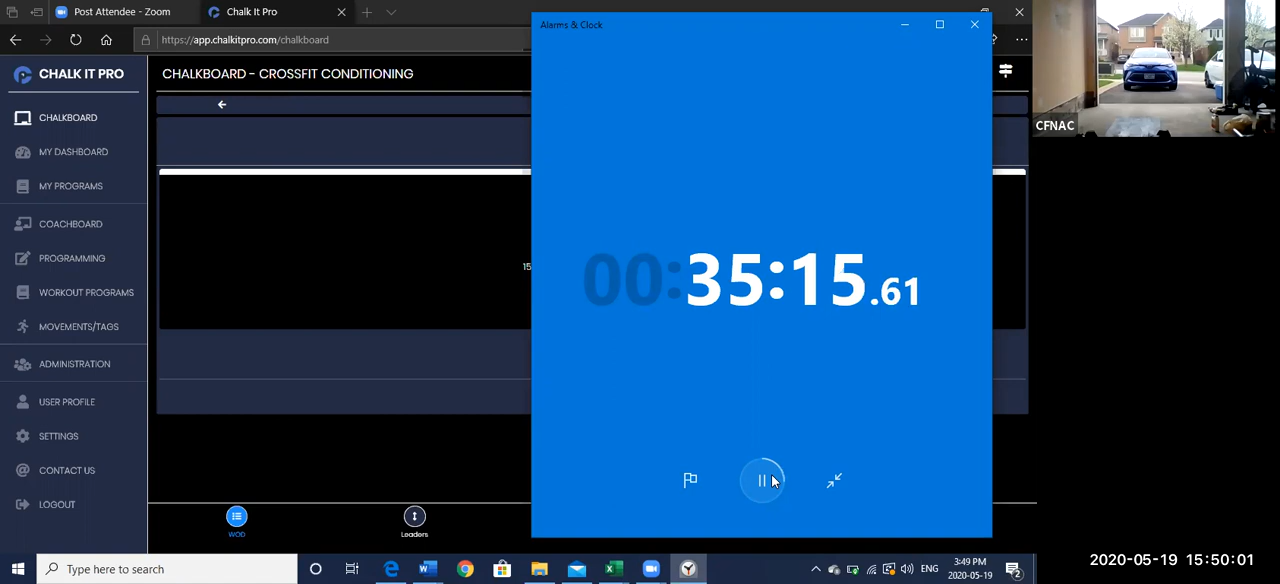 Post Attendee - Zoom
Chalk It Pro
https://app.chalkitpro.com/chalkboard
CHALK IT PRO
CHALKBOARD
MY DASHBOARD
MY PROGRAMS
COACHBOARD
PROGRAMMING
WORKOUT PROGRAMS
MOVEMENTS/TAGS
ADMINISTRATION
USER PROFILE
SETTINGS
CONTACT US
LOGOUT
CHALKBOARD - CROSSFIT CONDITIONING
15
WOD
Leaders
Alarms & Clock
00:35:15.61
CFNAC
Type here to search
ENG
3:49 PM
2020-05-19
2
2020-05-19 15:50:01